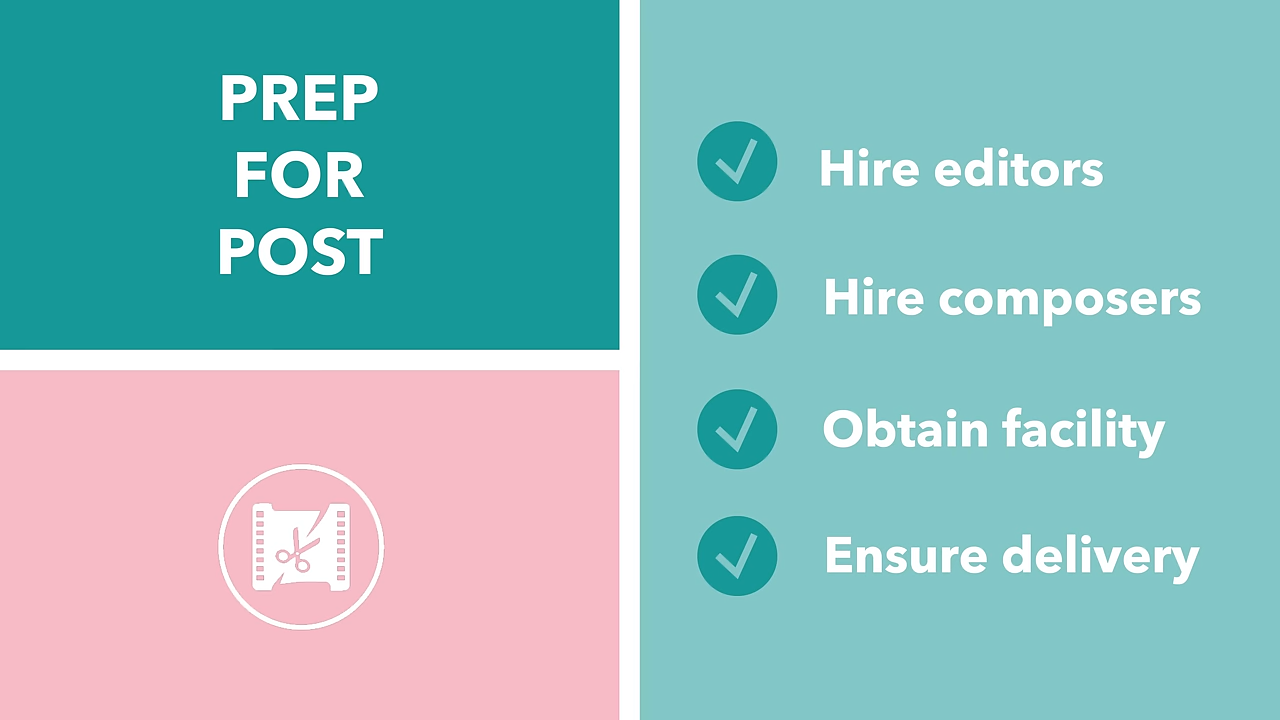 PREP
FOR
POST
Hire editors
Hire composers
Obtain facility
Ensure delivery